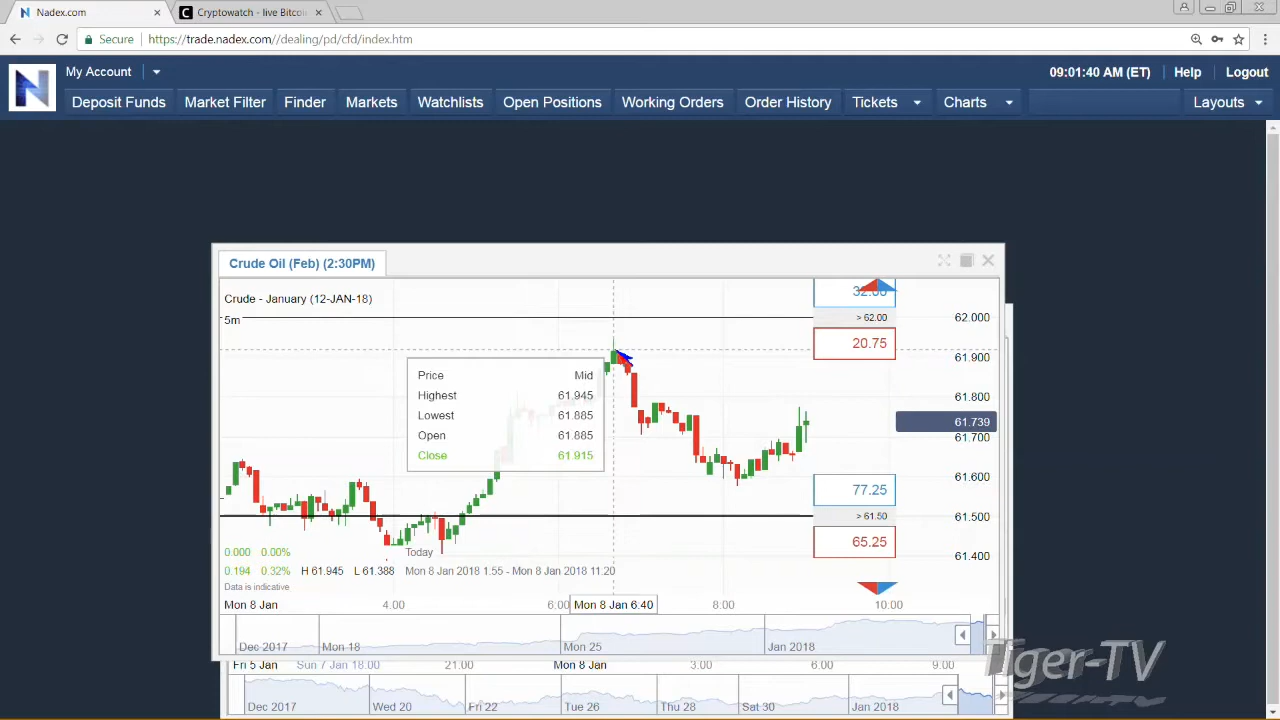 Nadex.com
Cryptowatch - live Bitcoi
Secure
https://trade.nadex.com//dealing/pd/cfd/index.htm
My Account
09:01:40 AM (ET)
Help
Logout
Deposit Funds
Market Filter
Finder
Markets
Watchlists
Open Positions
Working Orders
Order History
Tickets
Charts
Layouts
Crude Oil (Feb) (2:30PM)
Crude - January (12-JAN-18)
5m
32.00
> 62.00
20.75
62.000
61.900
61.800
61.739
61.700
61.600
61.500
61.400
Price Mid
Highest 61.945
Lowest 61.885
Open 61.885
Close 61.915
77.25
> 61.50
65.25
0.000 0.00%
Today
0.194 0.32% H 61.945 L 61.388 Mon 8 Jan 2018 1.55 - Mon 8 Jan 2018 11.20
Data is indicative
Mon 8 Jan 4.00 6:00 Mon 8 Jan 6:40 8:00 10:00
Dec 2017 Mon 18 Mon 25 Jan 2018
Fri 5 Jan Sun 7 Jan 18:00 21:00 Mon 8 Jan 3.00 6:00 9:00
Dec 2017 Wed 20 Fri 22 Tue 26 Thu 28 Sat 30 Jan 2018
Tiger-TV